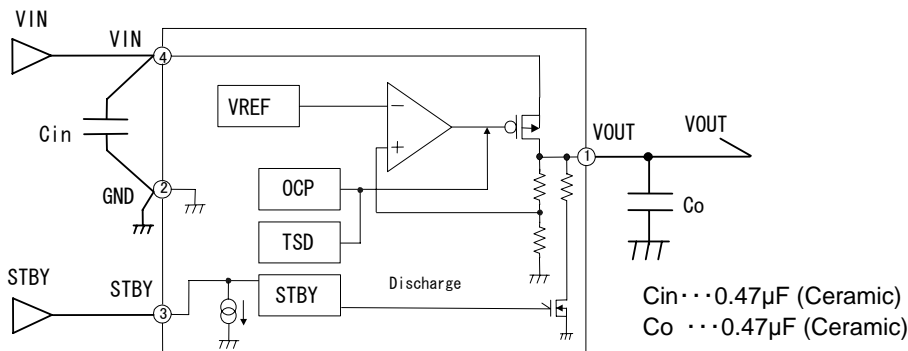 VIN
VIN
4
VREF
−
+
VOUT
VOUT
1
Cin
GND
2
OCP
Co
TSD
STBY
STBY
3
STBY
Discharge
Cin･･･0.47µF (Ceramic)
Co ･･･0.47µF (Ceramic)